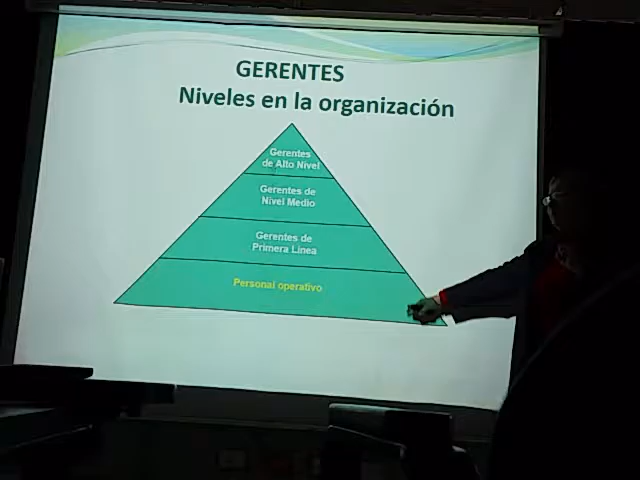 GERENTES
Niveles en la organización
Gerentes
de Alto Nivel
Gerentes de
Nivel Medio
Gerentes de
Primera Línea
Personal operativo